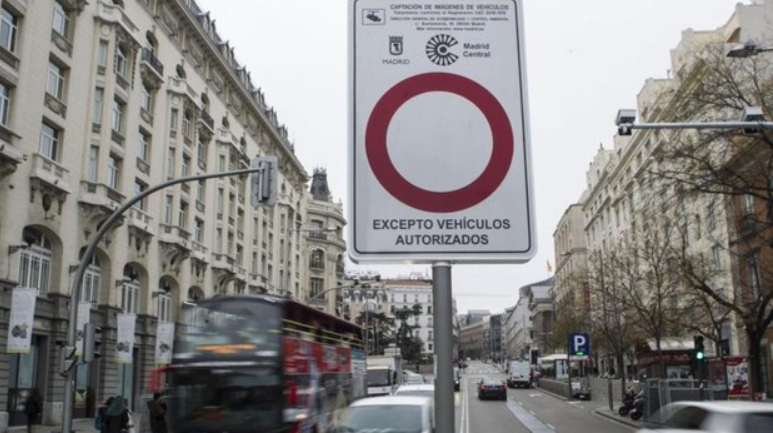 CAPTACIÓN DE IMÁGENES DE VEHÍCULOS
MADRID
Madrid
Central
EXCEPTO VEHÍCULOS
AUTORIZADOS
P